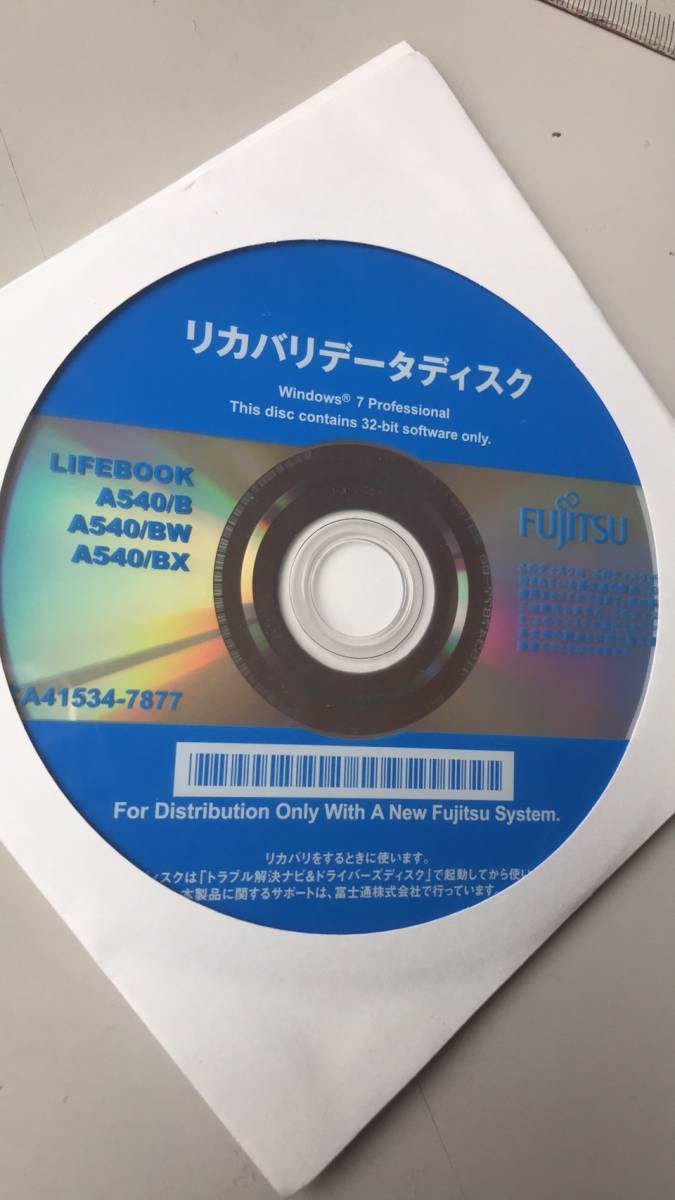 リカバリデータディスク
Windows® 7 Professional
This disc contains 32-bit software only.
LIFEBOOK
A540/B
A540/BW
A540/BX
FUJITSU
A41534-7877
For Distribution Only With A New Fujitsu System.
リカバリをするときに使います。
ィスクは「トラブル解決ナビ&ドライバーズディスク」で起動してから使い
本製品に関するサポートは、富士通株式会社で行っています。